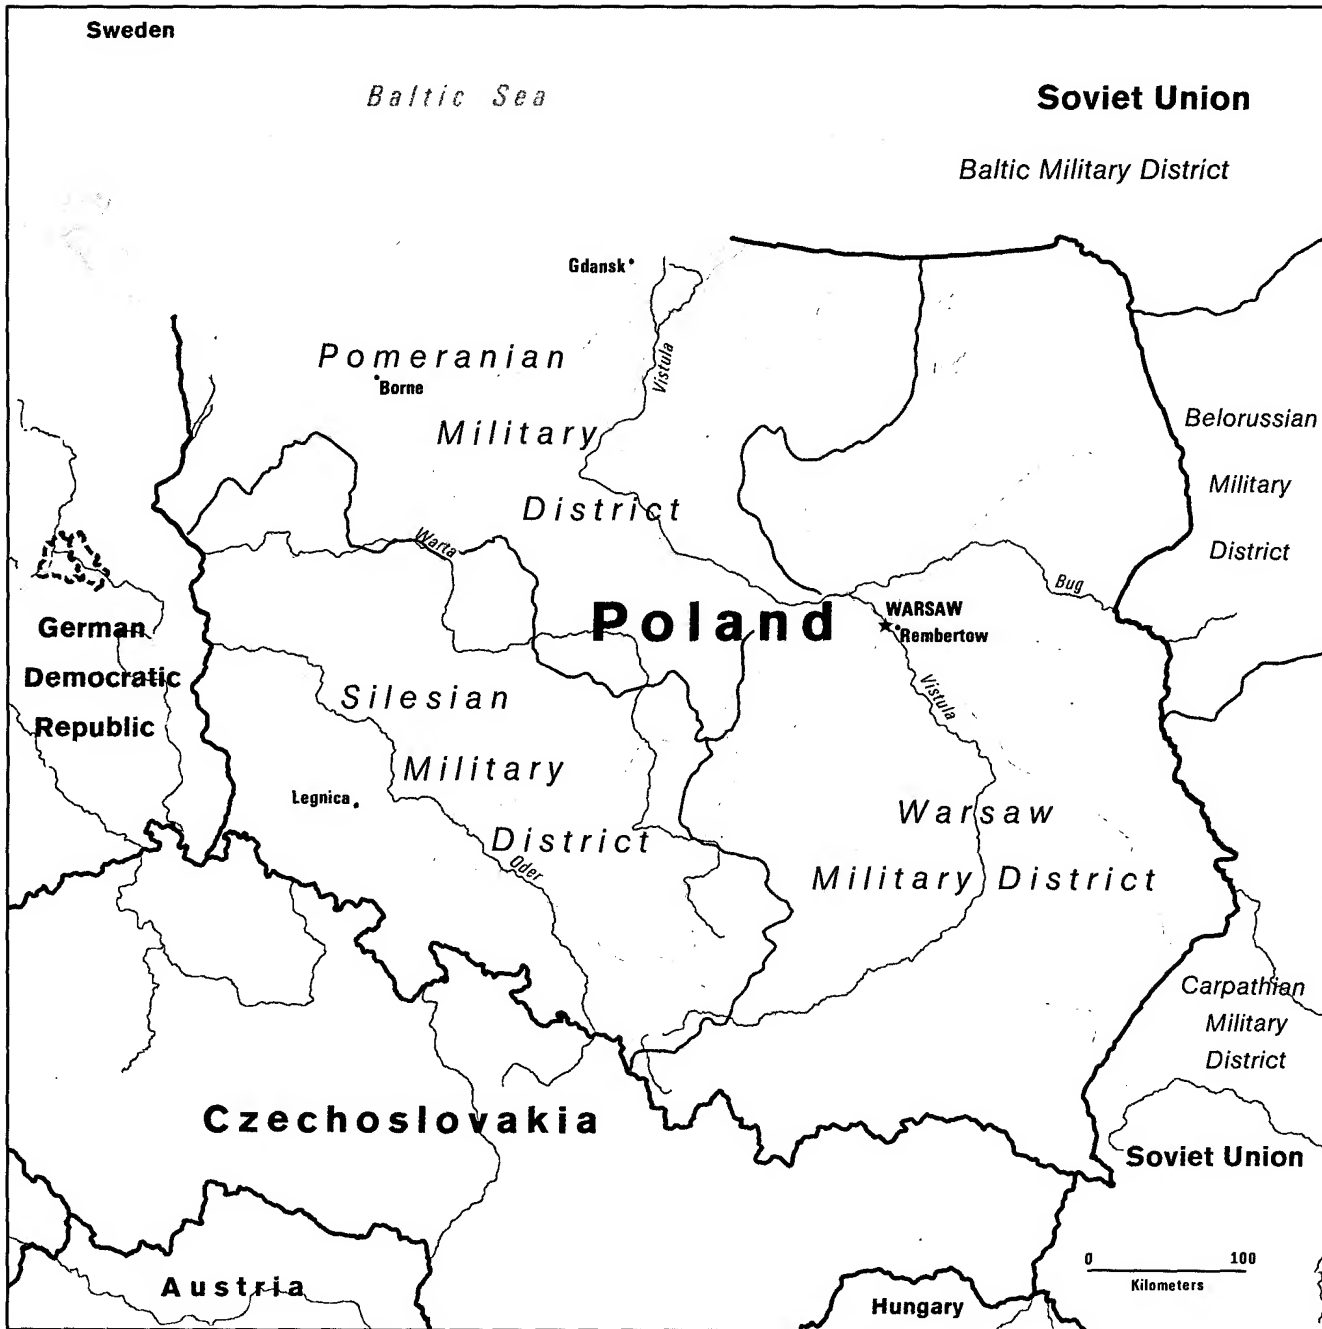 Sweden
Baltic Sea
Soviet Union
Baltic Military District
Gdansk
Pomeranian
Borne
Vistula
Military
District
Belorussian
Military
District
Warta
Bug
Poland
WARSAW
Rembertow
German
Democratic
Republic
Silesian
Military
District
Vistula
Legnica
Oder
Warsaw
Military District
Carpathian
Military
District
Czechoslovakia
Soviet Union
0 100
Kilometers
Austria
Hungary